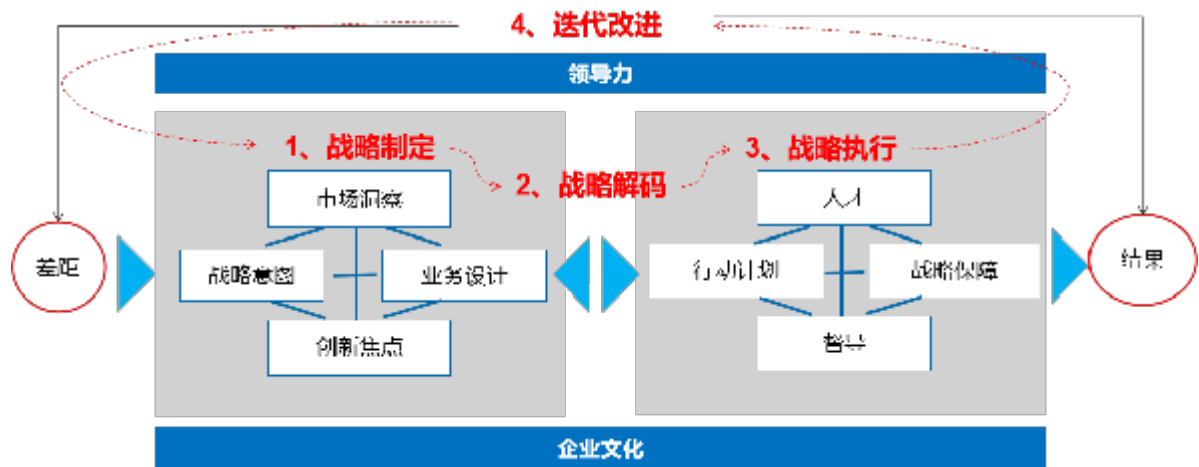 4、迭代改进
领导力
1、战略制定
2、战略解码
3、战略执行
市场洞察
战略意图
业务设计
创新焦点
人才
行动计划
战略保障
督导
差距
结果
企业文化